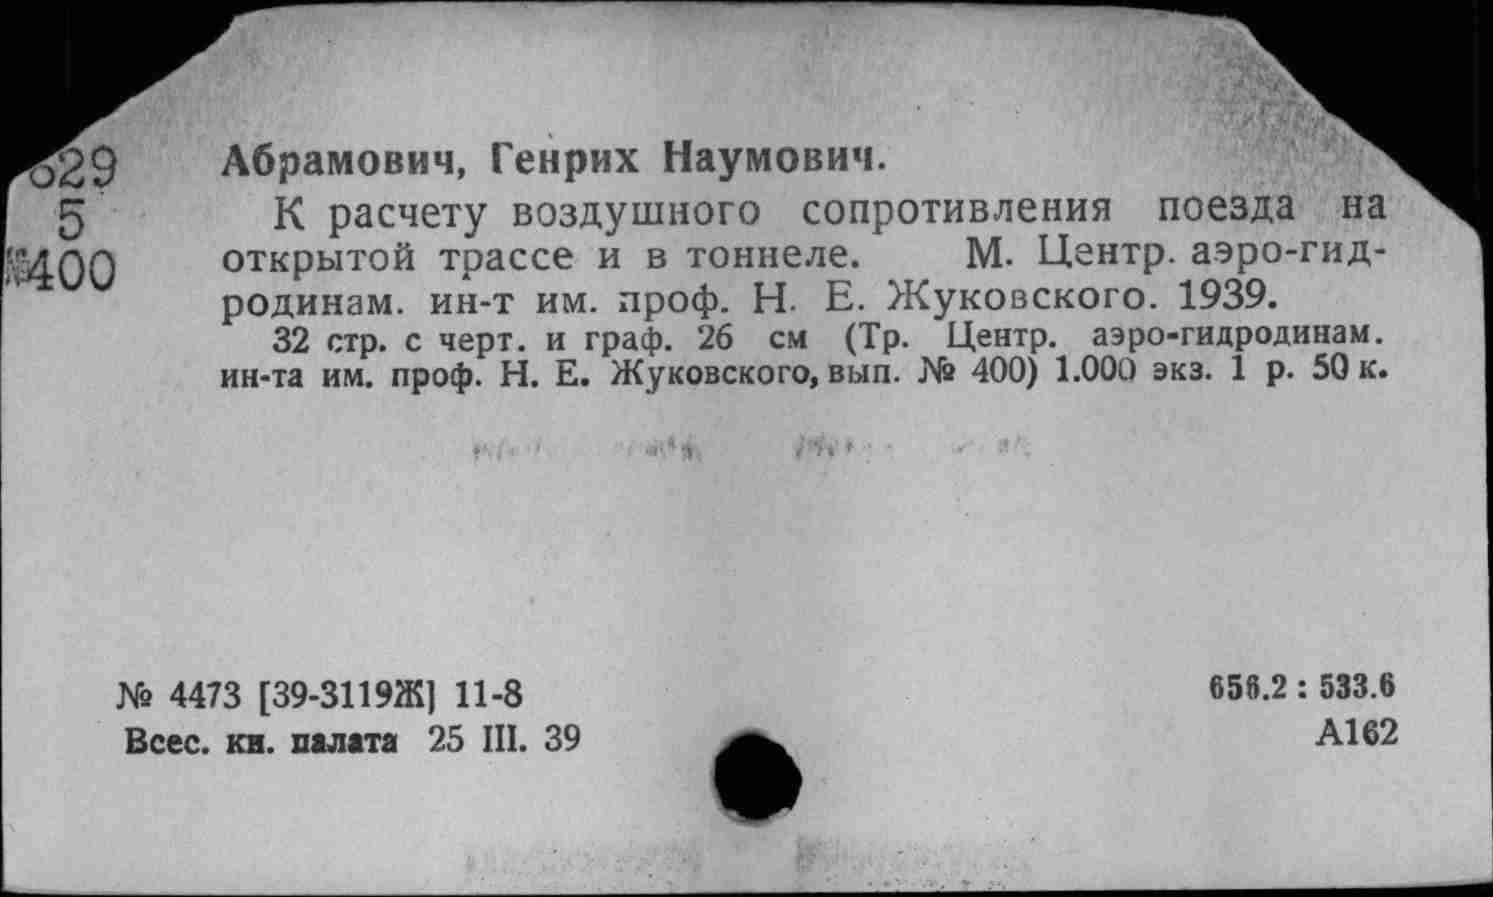 Абрамович, Генрих Наумович.
К расчету воздушного сопротивления поезда на
открытой трассе и в тоннеле. М. Центр. аэро-гид-
родинам. ин-т им. проф. Н. Е. Жуковского. 1939.
32 стр. с черт. и граф. 26 см (Тр. Центр. аэро-гидродинам.
ин-та им. проф. Н. Е. Жуковского, вып. № 400) 1.000 экз. 1 р. 50 к.
5
400
№ 4473 [39-3119Ж] 11-8
Всес. кн. палата 25 III. 39
656.2 : 533.6
А162